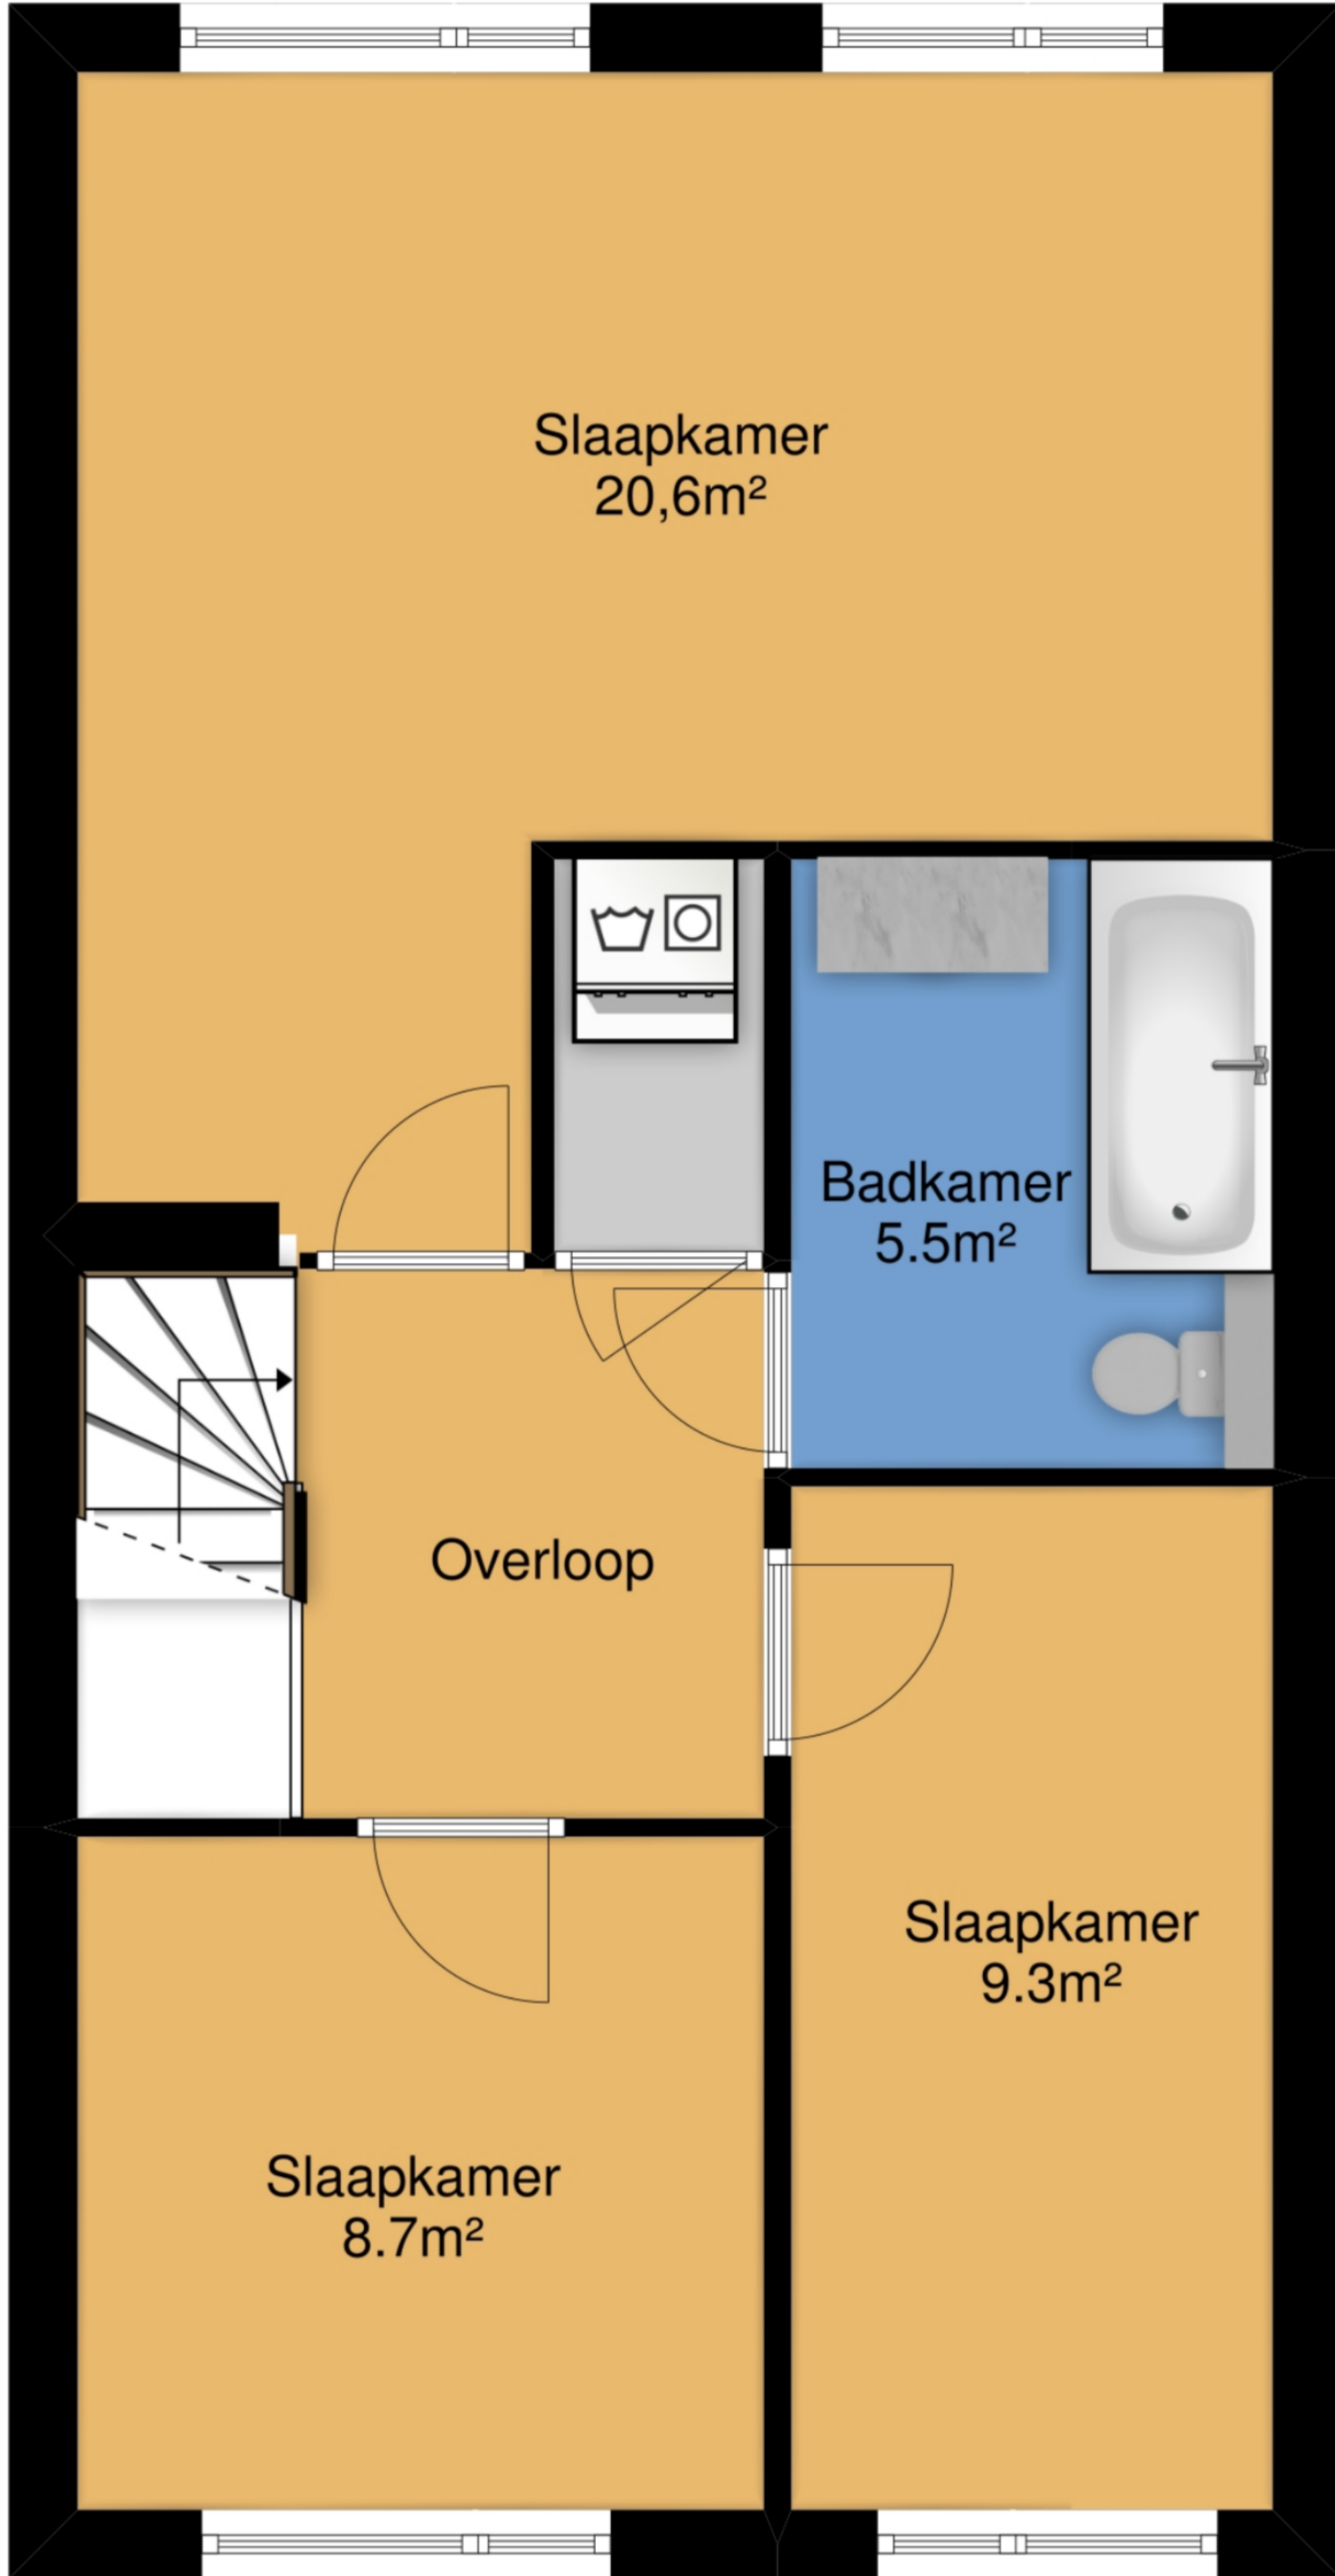 Slaapkamer
20,6m²
Badkamer
5.5m²
Overloop
Slaapkamer
9.3m²
Slaapkamer
8.7m²